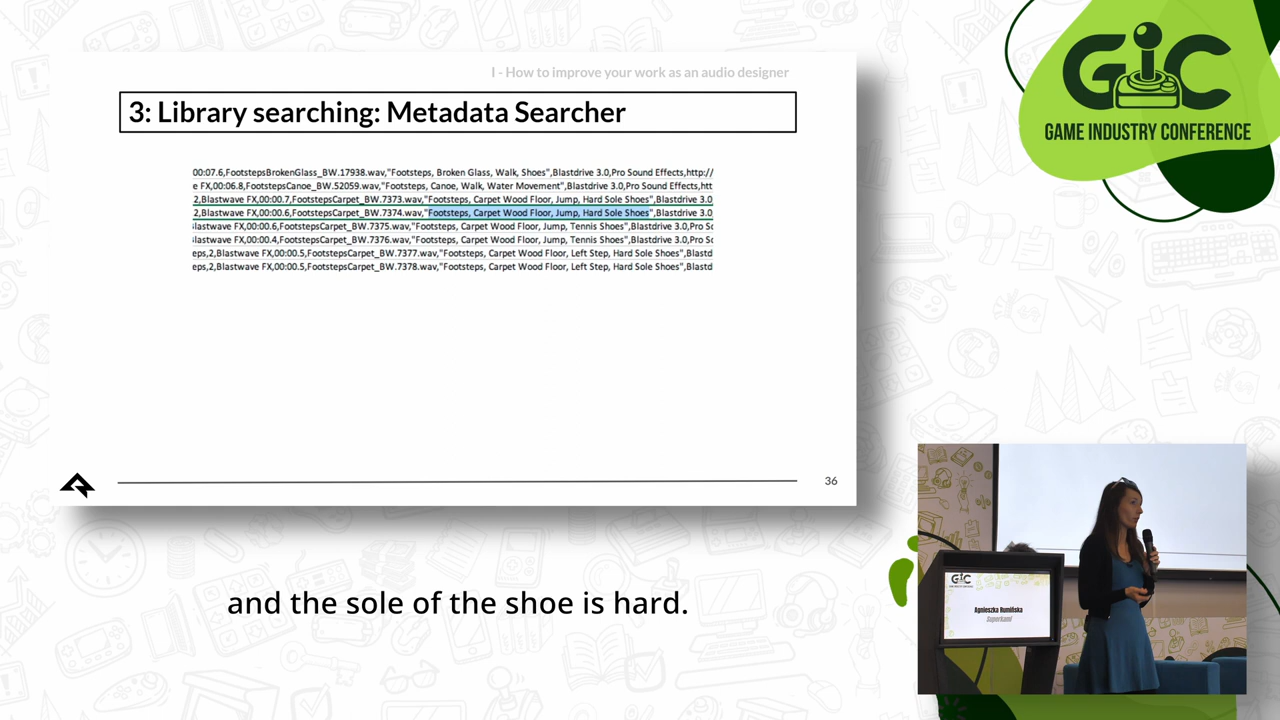 I - How to improve your work as an audio designer
3: Library searching: Metadata Searcher
00:07.6,FootstepsBrokenGlass_BW.17938.wav,"Footsteps, Broken Glass, Walk, Shoes",Blastdrive 3.0,Pro Sound Effects,http://
e FX,00:06.8,FootstepsCanoe_BW.52059.wav,"Footsteps, Canoe, Walk, Water Movement",Blastdrive 3.0,Pro Sound Effects,htt
2,Blastwave FX,00:00.7,FootstepsCarpet_BW.7373.wav,"Footsteps, Carpet Wood Floor, Jump, Hard Sole Shoes",Blastdrive 3.0
2,Blastwave FX,00:00.6,FootstepsCarpet_BW.7374.wav,"Footsteps, Carpet Wood Floor, Jump, Hard Sole Shoes",Blastdrive 3.0
lastwave FX,00:00.6,FootstepsCarpet_BW.7375.wav,"Footsteps, Carpet Wood Floor, Jump, Tennis Shoes",Blastdrive 3.0,Pro S
lastwave FX,00:00.4,FootstepsCarpet_BW.7376.wav,"Footsteps, Carpet Wood Floor, Jump, Tennis Shoes",Blastdrive 3.0,Pro Sc
eps,2,Blastwave FX,00:00.5,FootstepsCarpet_BW.7377.wav,"Footsteps, Carpet Wood Floor, Left Step, Hard Sole Shoes",Blastd
eps,2,Blastwave FX,00:00.5,FootstepsCarpet_BW.7378.wav,"Footsteps, Carpet Wood Floor, Left Step, Hard Sole Shoes",Blastd
36
and the sole of the shoe is hard.
GIC
GAME INDUSTRY CONFERENCE
GIC
Agnieszka Rumińska